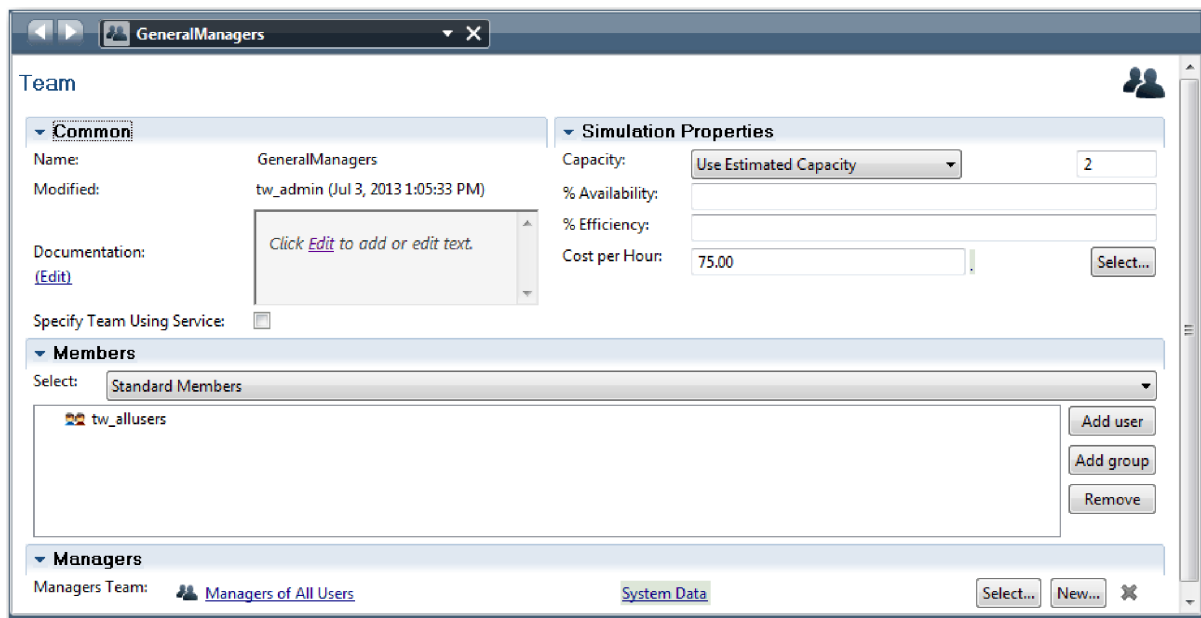 GeneralManagers
Team
Common
Name: GeneralManagers
Modified: tw_admin (Jul 3, 2013 1:05:33 PM)
Documentation:
(Edit)
Click Edit to add or edit text.
Specify Team Using Service:
Simulation Properties
Capacity: Use Estimated Capacity 2
% Availability:
% Efficiency:
Cost per Hour: 75.00 . Select...
Members
Select: Standard Members
tw_allusers
Add user
Add group
Remove
Managers
Managers Team: Managers of All Users System Data Select... New...